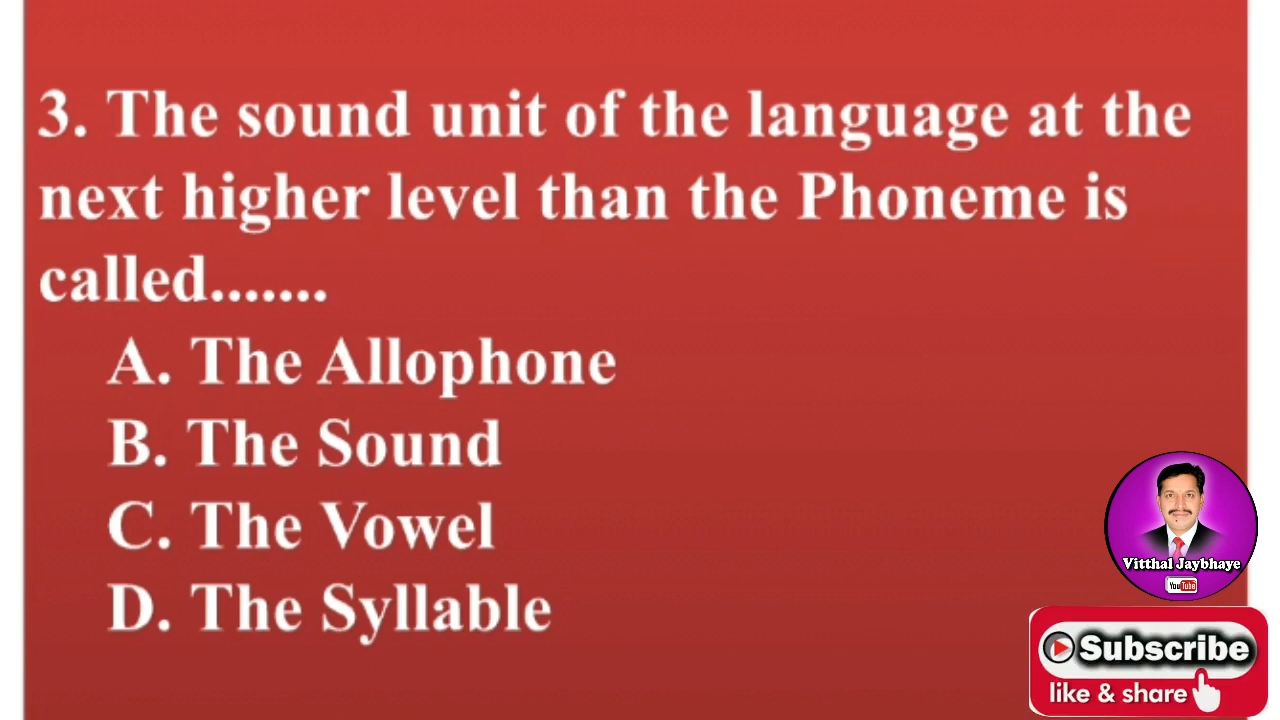 3. The sound unit of the language at the
next higher level than the Phoneme is
called.......
A. The Allophone
B. The Sound
C. The Vowel
D. The Syllable
Vitthal Jaybhaye
YouTube
Subscribe
like & share